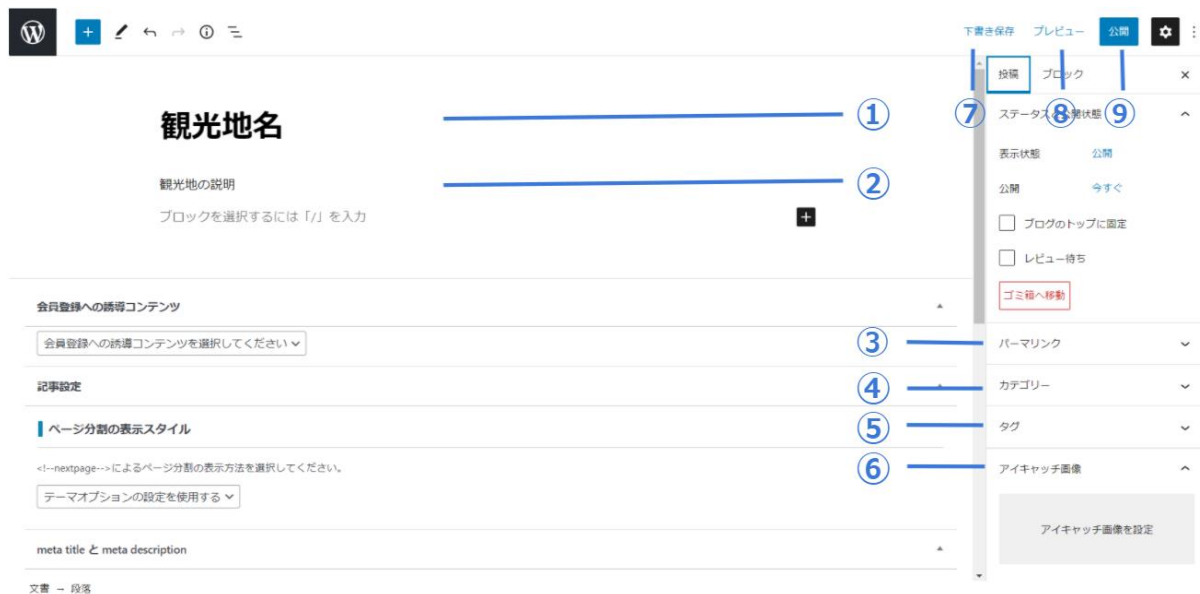 下書き保存 プレビュー 公開
投稿 ブロック
観光地名 ①
⑦ ⑧ ⑨
ステータスと公開状態
表示状態 公開
観光地の説明 ②
公開 今すぐ
ブロックを選択するには「/」を入力
ブログのトップに固定
レビュー待ち
ゴミ箱へ移動
会員登録への誘導コンテンツ
会員登録への誘導コンテンツを選択してください
③ パーマリンク
記事設定
④ カテゴリー
ページ分割の表示スタイル
⑤ タグ
<!--nextpage-->によるページ分割の表示方法を選択してください。
⑥ アイキャッチ画像
テーマオプションの設定を使用する
アイキャッチ画像を設定
meta title と meta description
文書 → 段落